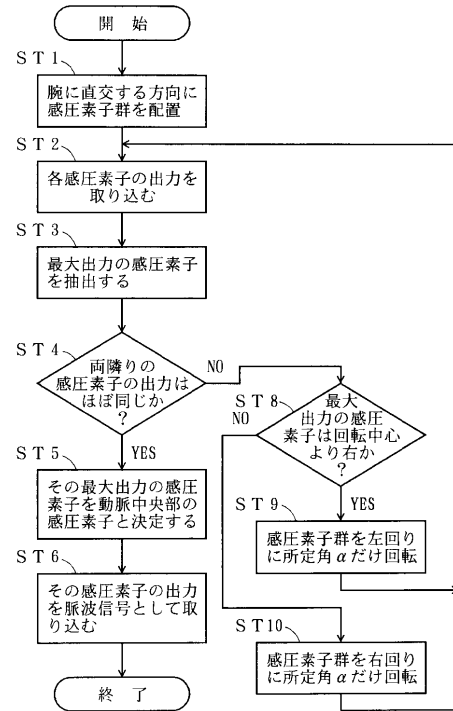 開 始
ST1
腕に直交する方向に
感圧素子群を配置
ST2
各感圧素子の出力を
取り込む
ST3
最大出力の感圧素子
を抽出する
ST4
両隣りの
感圧素子の出力は
ほぼ同じか
?
NO
YES
ST5
その最大出力の感圧
素子を動脈中央部の
感圧素子と決定する
ST6
その感圧素子の出力
を脈波信号として取
り込む
終 了
ST8
最大
出力の感圧
素子は回転中心
より右か
?
NO
YES
ST9
感圧素子群を左回り
に所定角αだけ回転
ST10
感圧素子群を右回り
に所定角αだけ回転